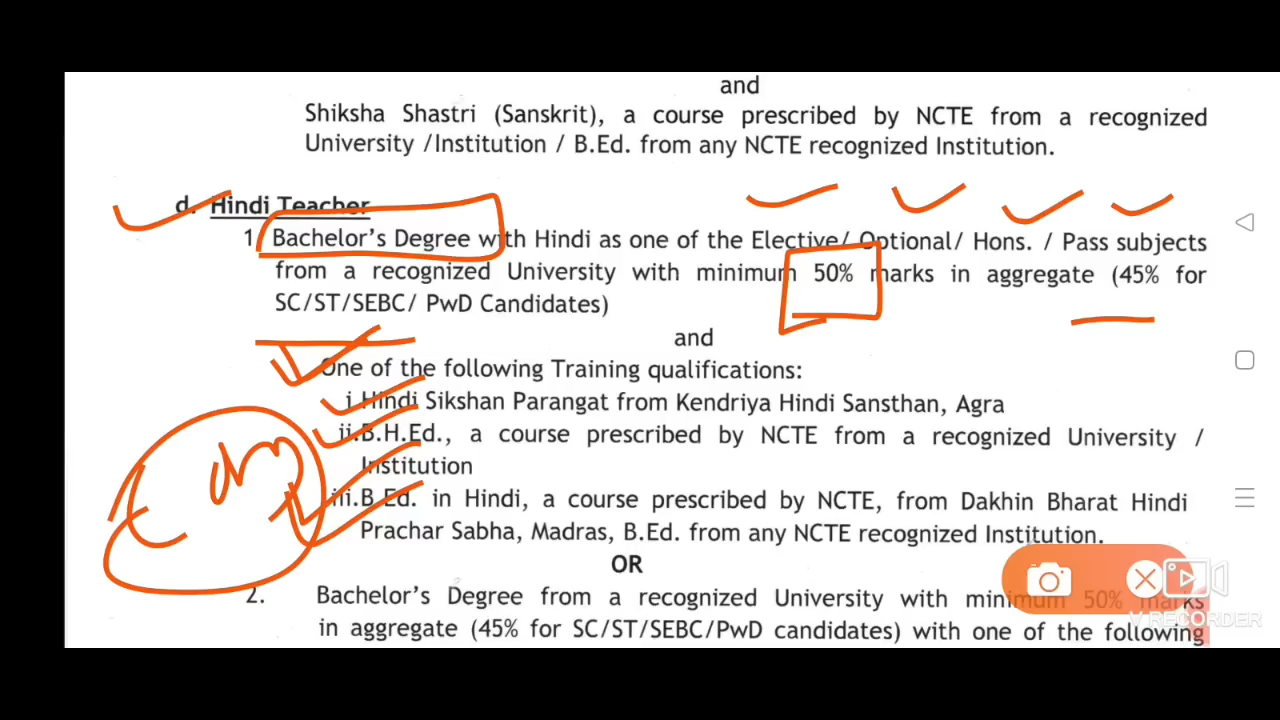 and
Shiksha Shastri (Sanskrit), a course prescribed by NCTE from a recognized
University /Institution / B.Ed. from any NCTE recognized Institution.
d. Hindi Teacher
1. Bachelor's Degree with Hindi as one of the Elective/ Optional/ Hons. / Pass subjects
from a recognized University with minimum 50% marks in aggregate (45% for
SC/ST/SEBC/ PwD Candidates)
and
One of the following Training qualifications:
i.Hindi Sikshan Parangat from Kendriya Hindi Sansthan, Agra
ii.B.H.Ed., a course prescribed by NCTE from a recognized University /
Institution
iii.B.Ed. in Hindi, a course prescribed by NCTE, from Dakhin Bharat Hindi
Prachar Sabha, Madras, B.Ed. from any NCTE recognized Institution.
OR
2. Bachelor's Degree from a recognized University with minimum 50% marks
in aggregate (45% for SC/ST/SEBC/PwD candidates) with one of the following
V RECORDER